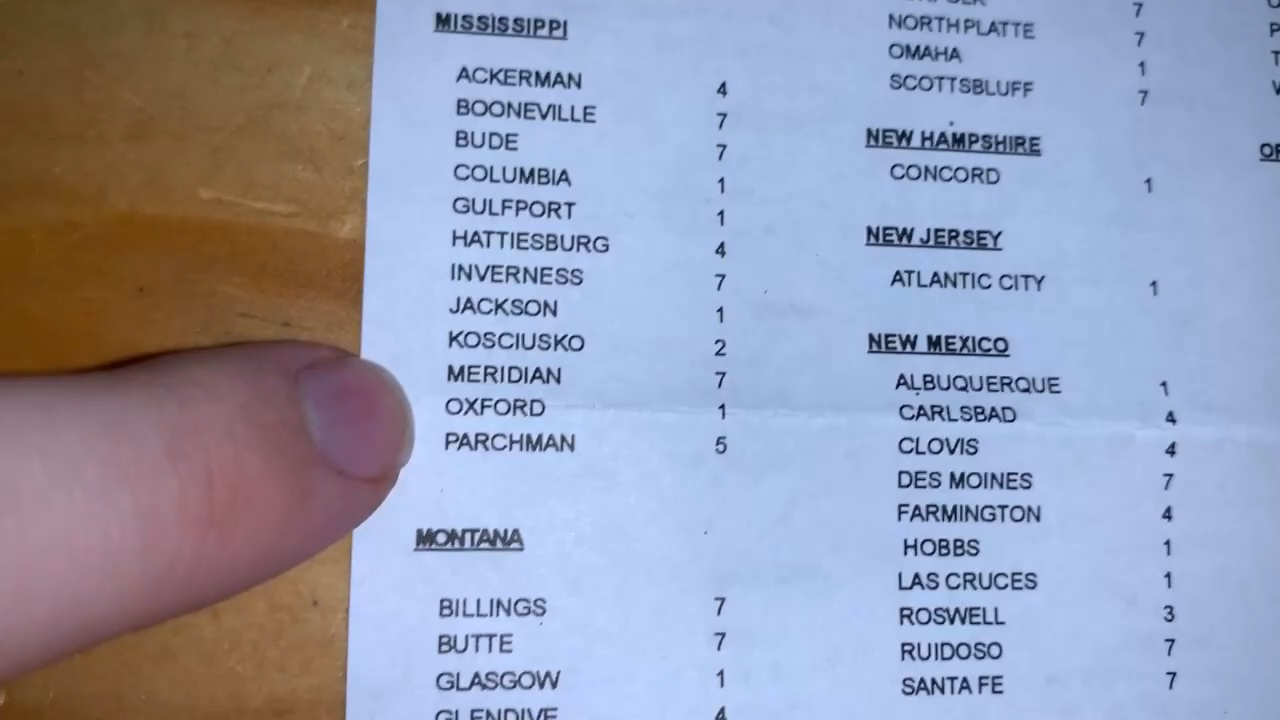 MISSISSIPPI
ACKERMAN 4
BOONEVILLE 7
BUDE 7
COLUMBIA 1
GULFPORT 1
HATTIESBURG 4
INVERNESS 7
JACKSON 1
KOSCIUSKO 2
MERIDIAN 7
OXFORD 1
PARCHMAN 5
MONTANA
BILLINGS 7
BUTTE 7
GLASGOW 1
GLENDIVE 4
7
NORTH PLATTE 7
OMAHA 1
SCOTTSBLUFF 7
NEW HAMPSHIRE
CONCORD 1
NEW JERSEY
ATLANTIC CITY 1
NEW MEXICO
ALBUQUERQUE 1
CARLSBAD 4
CLOVIS 4
DES MOINES 7
FARMINGTON 4
HOBBS 1
LAS CRUCES 1
ROSWELL 3
RUIDOSO 7
SANTA FE 7